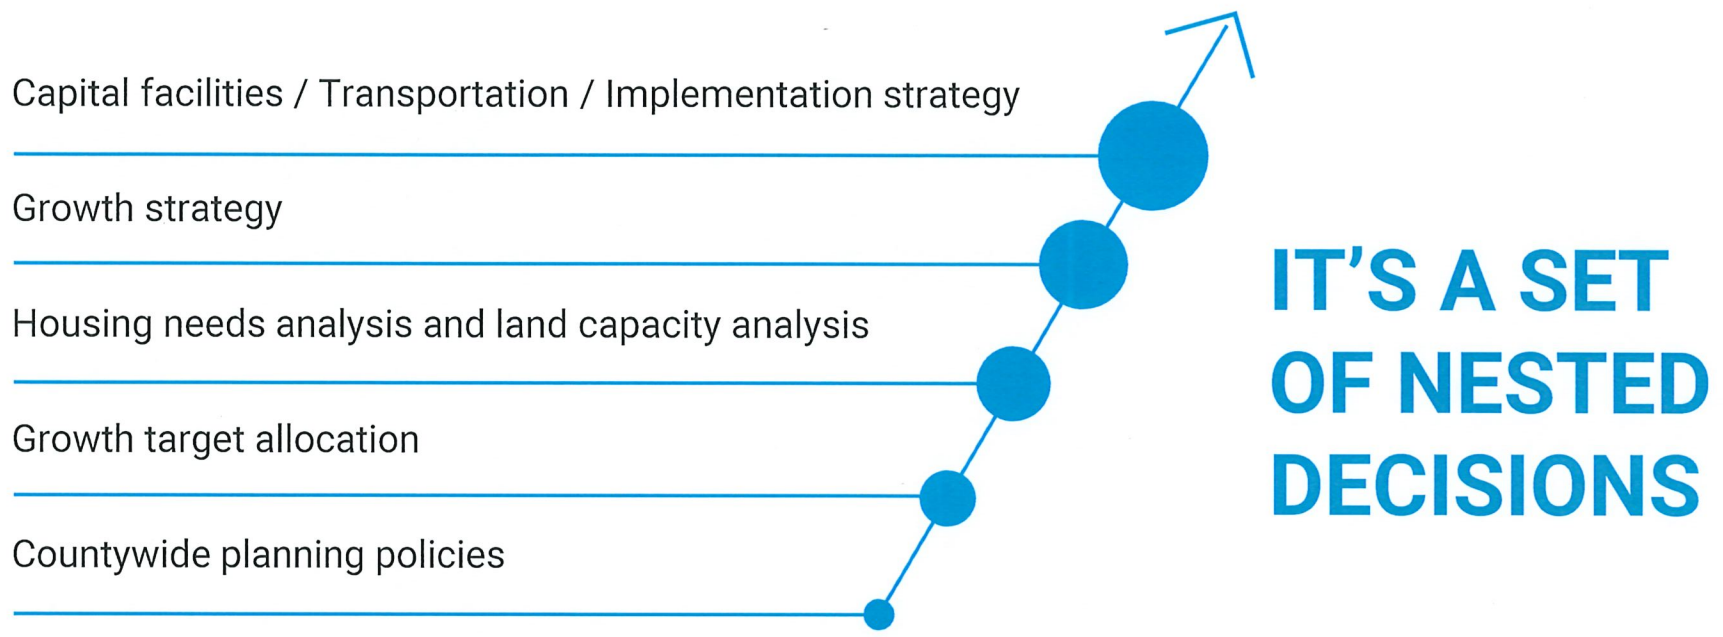 Capital facilities / Transportation / Implementation strategy
Growth strategy
Housing needs analysis and land capacity analysis
Growth target allocation
Countywide planning policies
IT’S A SET
OF NESTED
DECISIONS